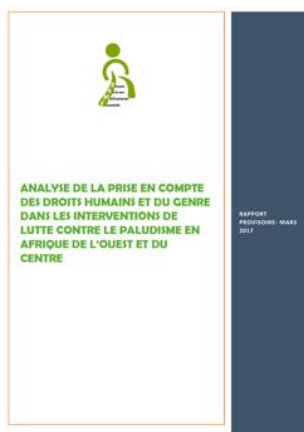 ANALYSE DE LA PRISE EN COMPTE
DES DROITS HUMAINS ET DU GENRE
DANS LES INTERVENTIONS DE
LUTTE CONTRE LE PALUDISME EN
AFRIQUE DE L'OUEST ET DU
CENTRE
RAPPORT
PROVISOIRE- MARS
2017